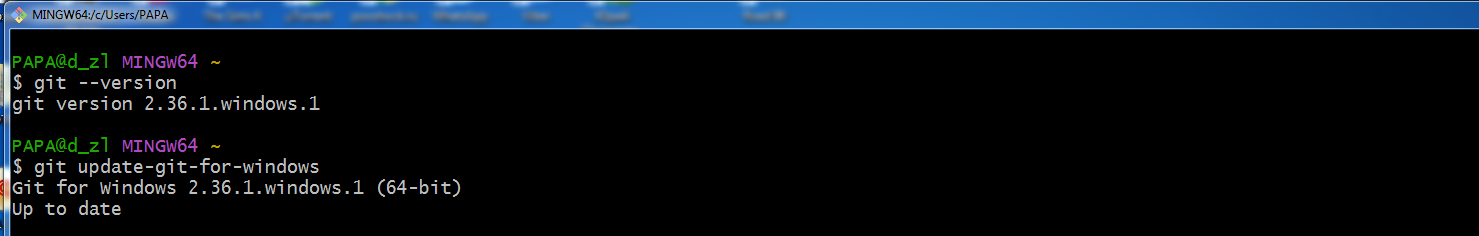 MINGW64:/c/Users/PAPA
PAPA@d_zl MINGW64 ~
$ git --version
git version 2.36.1.windows.1
PAPA@d_zl MINGW64 ~
$ git update-git-for-windows
Git for Windows 2.36.1.windows.1 (64-bit)
Up to date